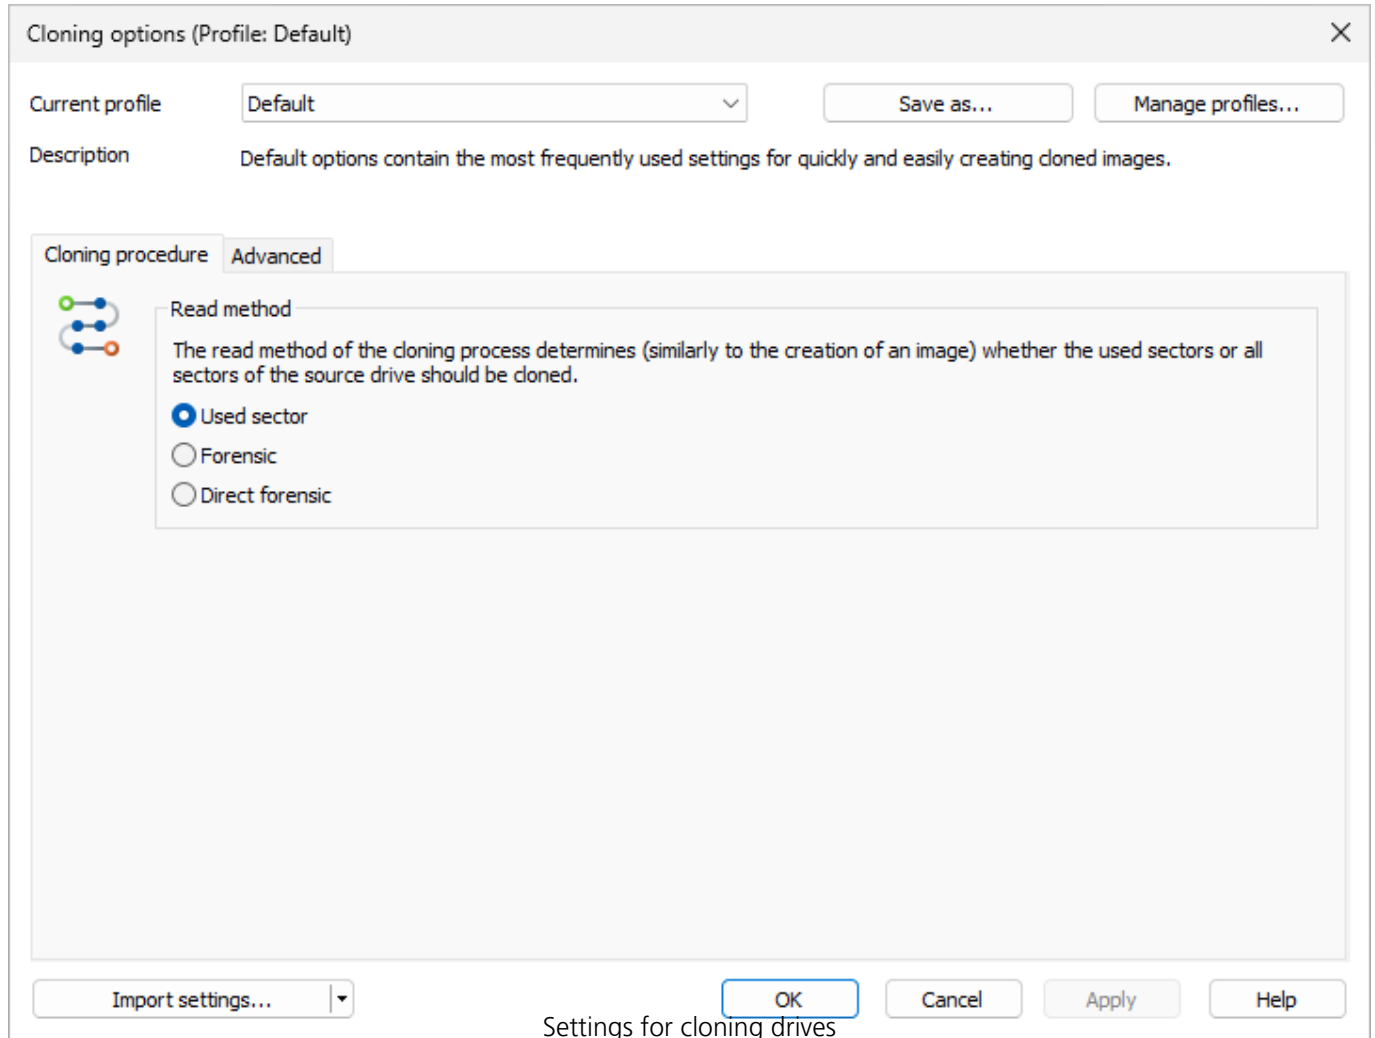 Cloning options (Profile: Default)
Current profile
Default
Save as...
Manage profiles...
Description
Default options contain the most frequently used settings for quickly and easily creating cloned images.
Cloning procedure
Advanced
Read method
The read method of the cloning process determines (similarly to the creation of an image) whether the used sectors or all
sectors of the source drive should be cloned.
Used sector
Forensic
Direct forensic
Import settings...
OK
Cancel
Apply
Help
Settings for cloning drives